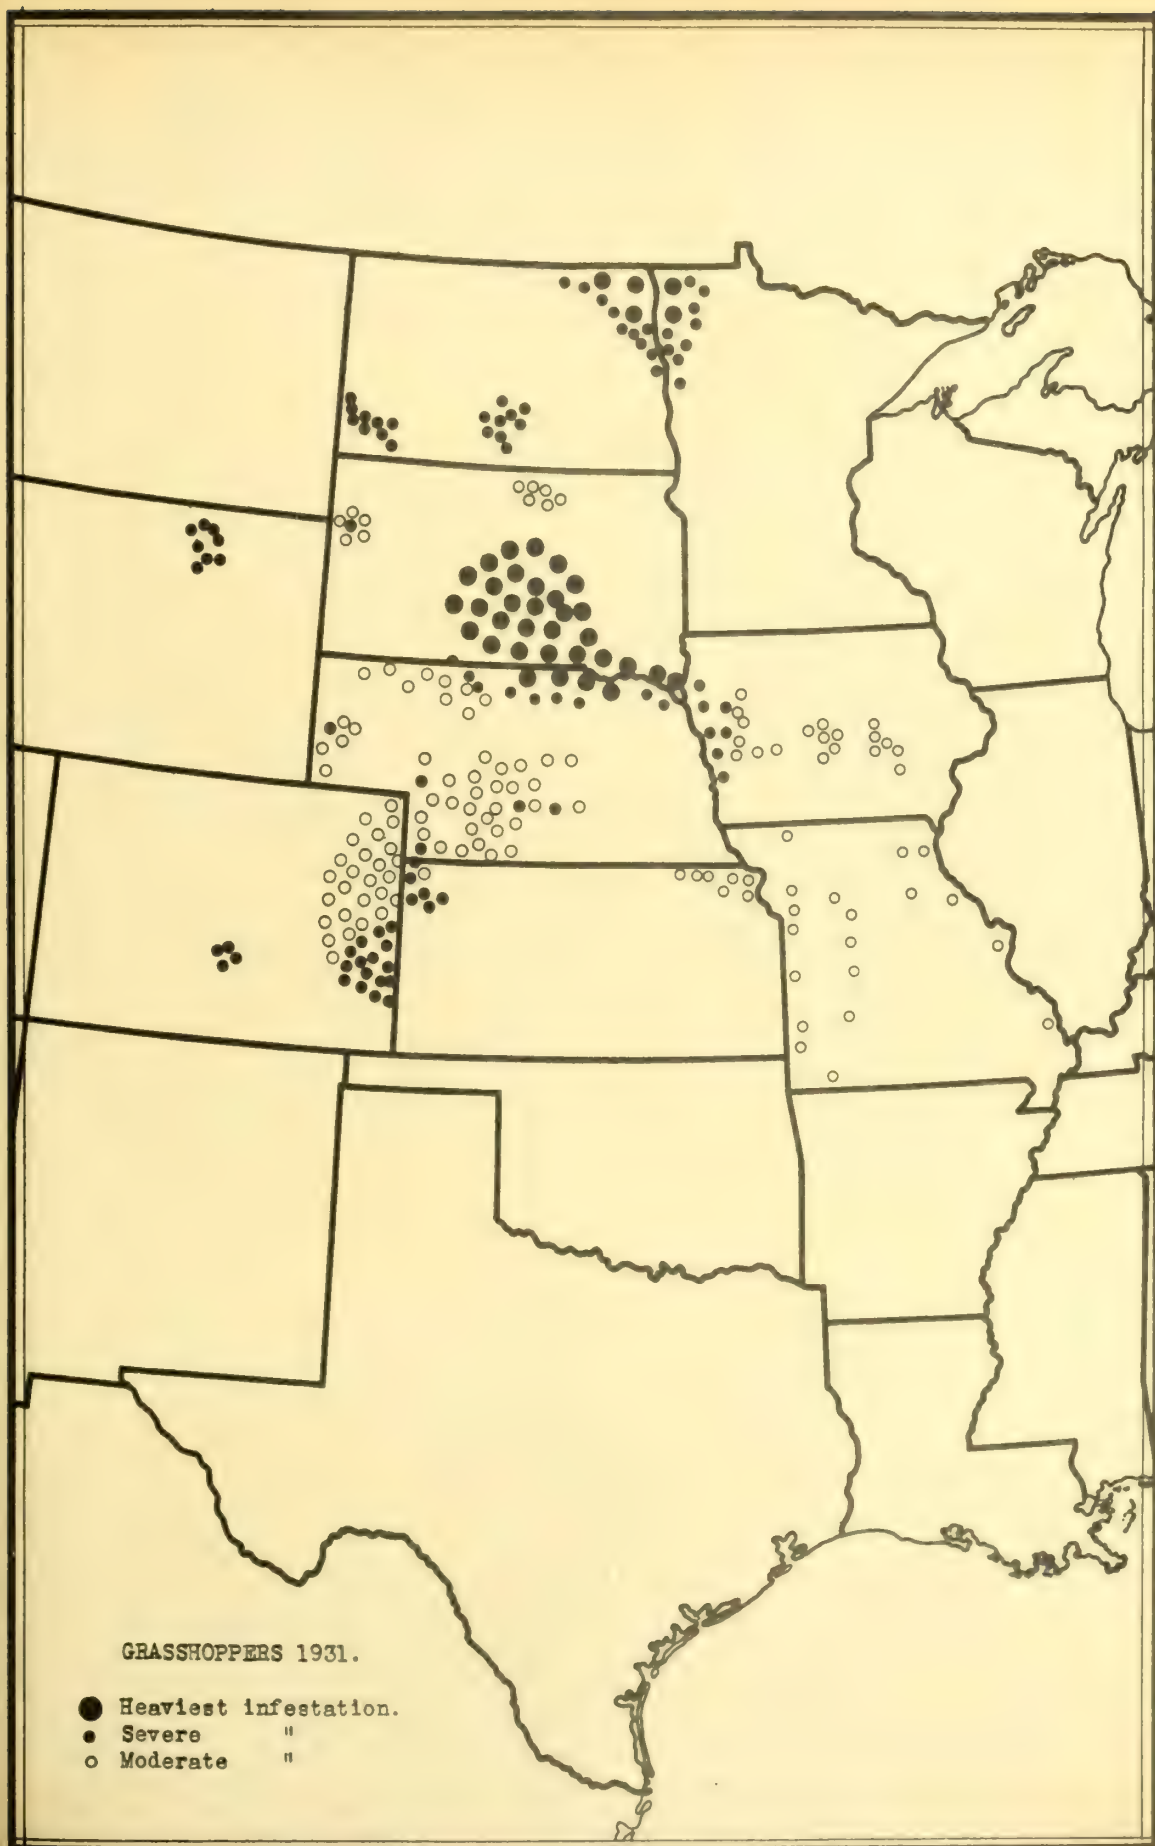 GRASSHOPPERS 1931.
Heaviest infestation.
Severe "
Moderate "